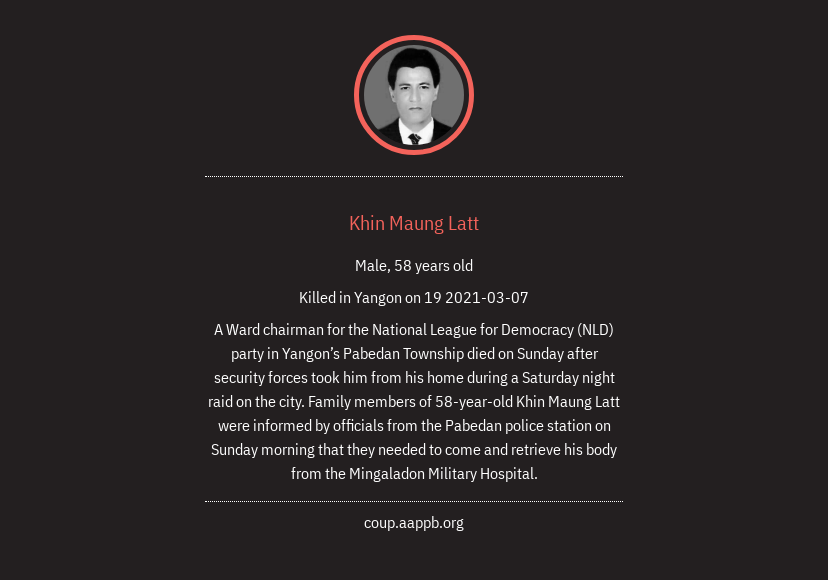 Khin Maung Latt
Male, 58 years old
Killed in Yangon on 19 2021-03-07
A Ward chairman for the National League for Democracy (NLD)
party in Yangon’s Pabedan Township died on Sunday after
security forces took him from his home during a Saturday night
raid on the city. Family members of 58-year-old Khin Maung Latt
were informed by officials from the Pabedan police station on
Sunday morning that they needed to come and retrieve his body
from the Mingaladon Military Hospital.
coup.aappb.org